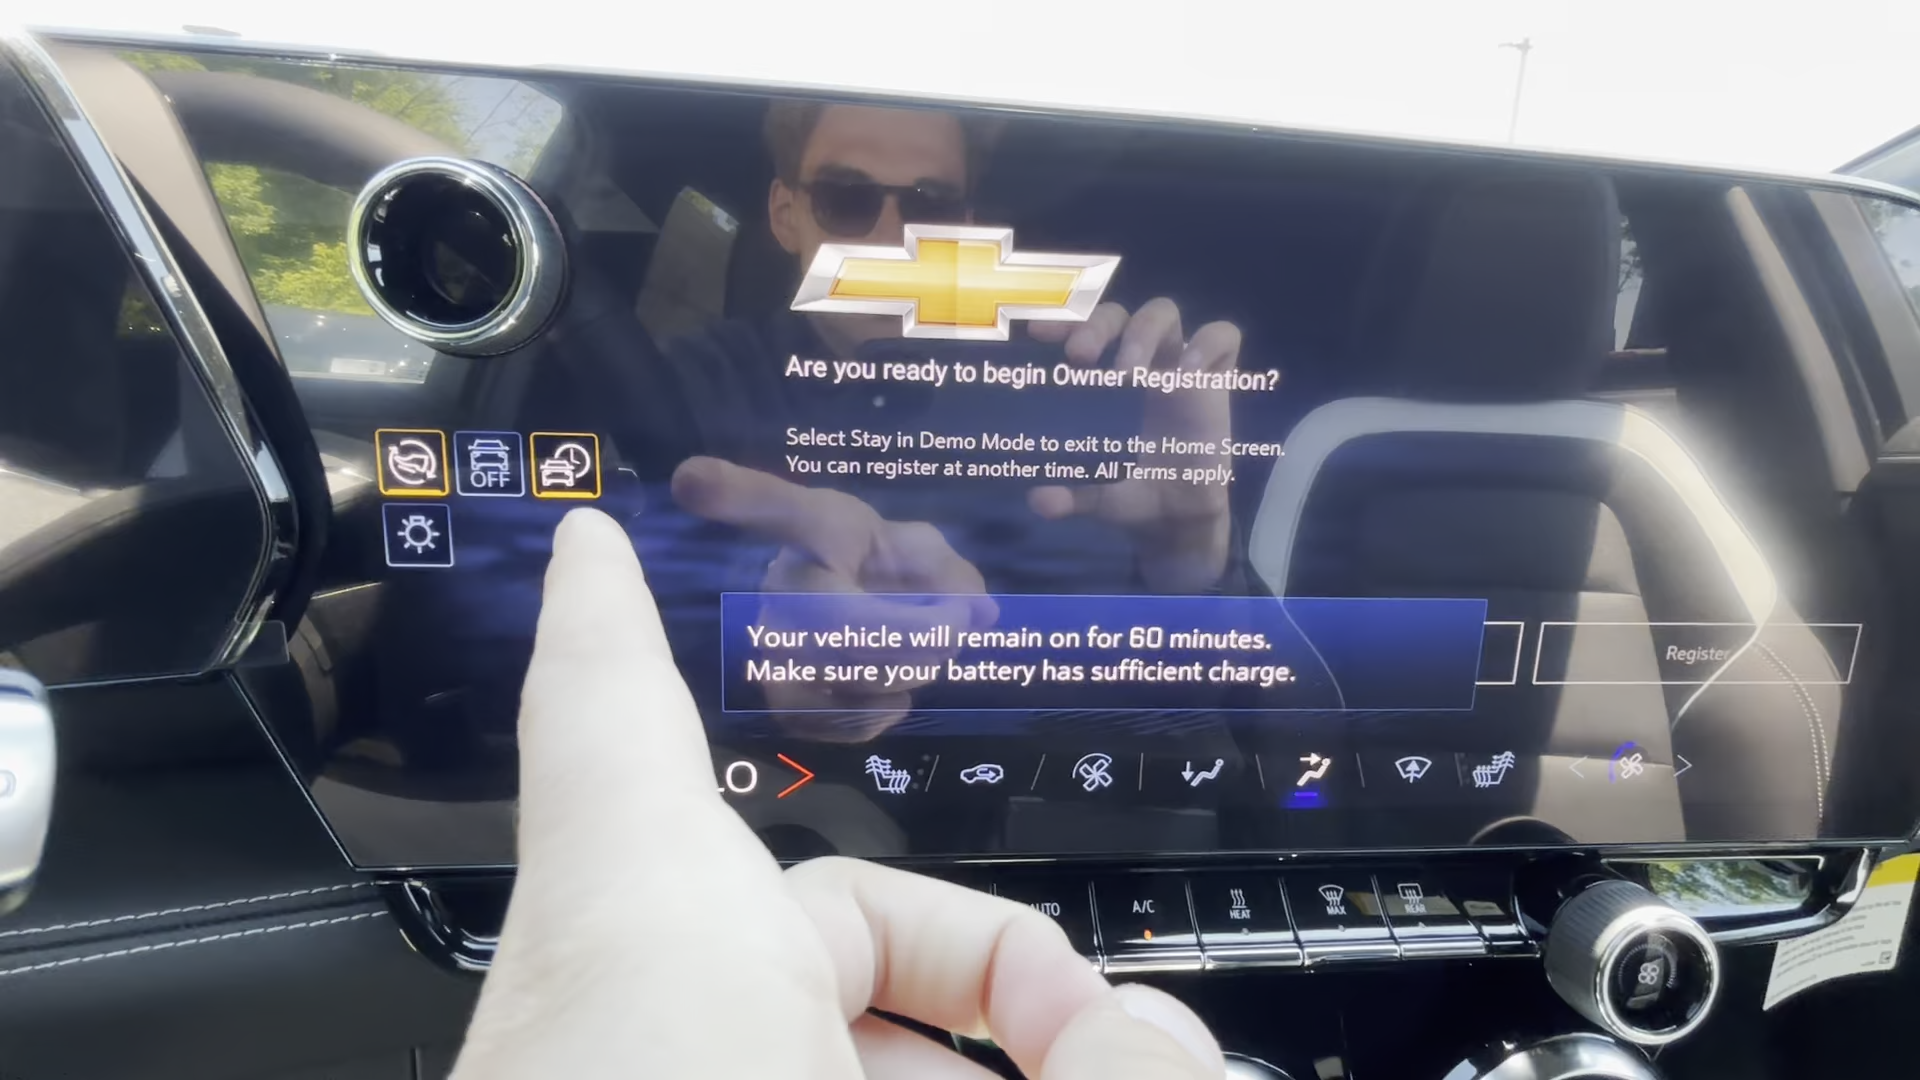 Are you ready to begin Owner Registration?
Select Stay in Demo Mode to exit to the Home Screen.
You can register at another time. All Terms apply.
OFF
Your vehicle will remain on for 60 minutes.
Make sure your battery has sufficient charge.
Register
LO
AUTO
A/C
HEAT
MAX
REAR